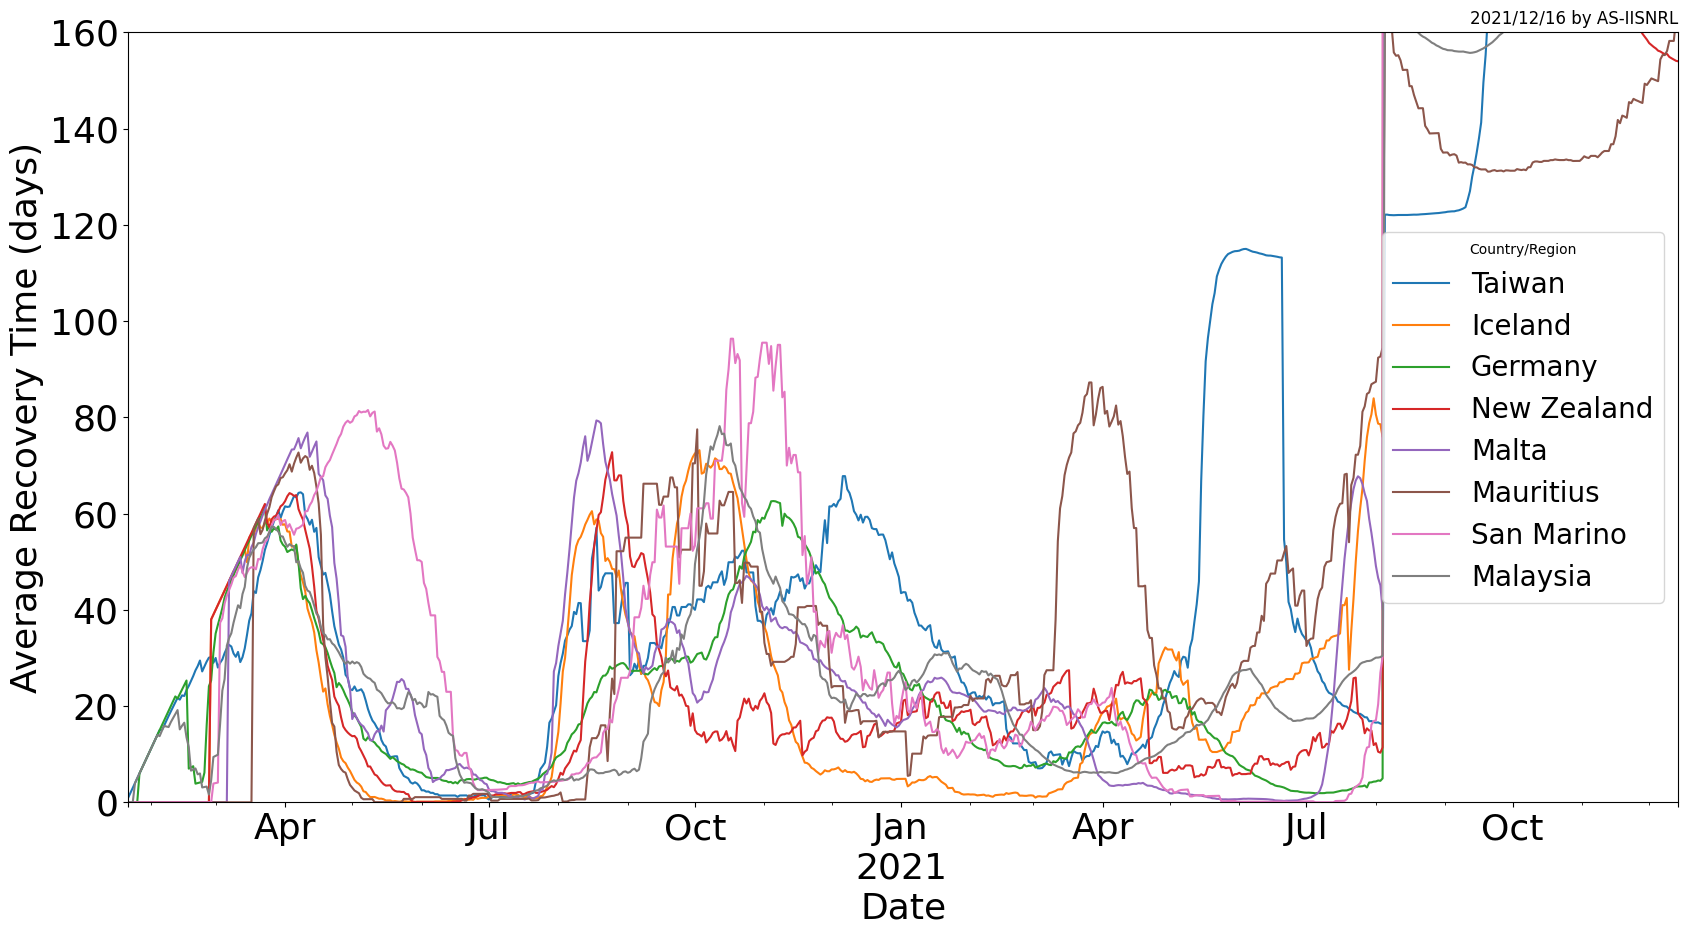 2021/12/16 by AS-IISNRL
160
140
120
100
80
60
40
20
0
Average Recovery Time (days)
Country/Region
Taiwan
Iceland
Germany
New Zealand
Malta
Mauritius
San Marino
Malaysia
Apr Jul Oct Jan Apr Jul Oct
2021
Date